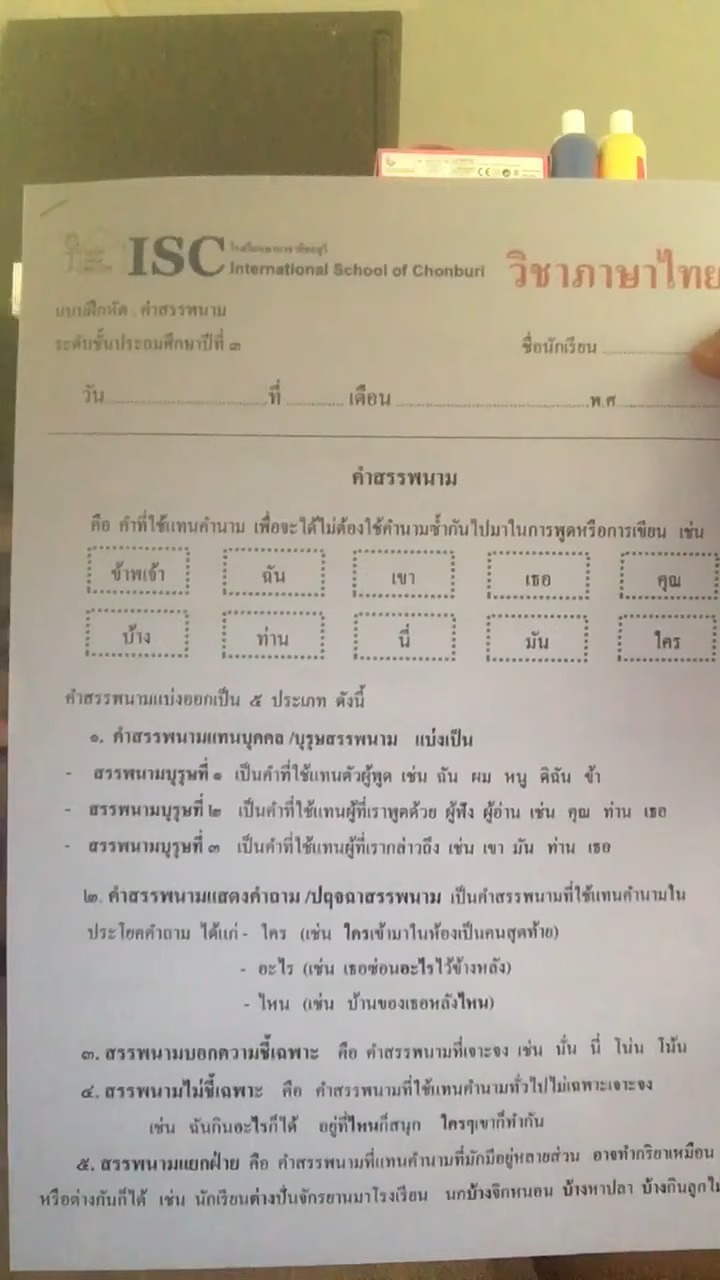 ISC
International School of Chonburi
วิชาภาษาไทย
แบบฝึกหัด คำสรรพนาม
ระดับชั้นประถมศึกษาปีที่ ๓
ชื่อนักเรียน
วัน ที่ เดือน พ.ศ
คำสรรพนาม
คือ คำที่ใช้แทนคำนาม เพื่อจะได้ไม่ต้องใช้คำนามซ้ำกันไปมาในการพูดหรือการเขียน เช่น
ข้าพเจ้า ฉัน เขา เธอ คุณ
บ้าง ท่าน นี่ มัน ใคร
คำสรรพนามแบ่งออกเป็น ๕ ประเภท ดังนี้
๑. คำสรรพนามแทนบุคคล /บุรุษสรรพนาม แบ่งเป็น
- สรรพนามบุรุษที่ ๑ เป็นคำที่ใช้แทนตัวผู้พูด เช่น ฉัน ผม หนู ดิฉัน ข้า
- สรรพนามบุรุษที่ ๒ เป็นคำที่ใช้แทนผู้ที่เราพูดด้วย ผู้ฟัง ผู้อ่าน เช่น คุณ ท่าน เธอ
- สรรพนามบุรุษที่ ๓ เป็นคำที่ใช้แทนผู้ที่เรากล่าวถึง เช่น เขา มัน ท่าน เธอ
๒. คำสรรพนามแสดงคำถาม /ปฤจฉาสรรพนาม เป็นคำสรรพนามที่ใช้แทนคำนามใน
ประโยคคำถาม ได้แก่ - ใคร (เช่น ใครเข้ามาในห้องเป็นคนสุดท้าย)
- อะไร (เช่น เธอซ่อนอะไรไว้ข้างหลัง)
- ไหน (เช่น บ้านของเธอหลังไหน)
๓. สรรพนามบอกความชี้เฉพาะ คือ คำสรรพนามที่เจาะจง เช่น นั่น นี่ โน่น โน้น
๔. สรรพนามไม่ชี้เฉพาะ คือ คำสรรพนามที่ใช้แทนคำนามทั่วไปไม่เฉพาะเจาะจง
เช่น ฉันกินอะไรก็ได้ อยู่ที่ไหนก็สนุก ใครๆเขาก็ทำกัน
๕. สรรพนามแยกฝ่าย คือ คำสรรพนามที่แทนคำนามที่มักมีอยู่หลายส่วน อาจทำกริยาเหมือน
หรือต่างกันก็ได้ เช่น นักเรียนต่างปั่นจักรยานมาโรงเรียน นกบ้างจิกหนอน บ้างหาปลา บ้างกินลูกไม